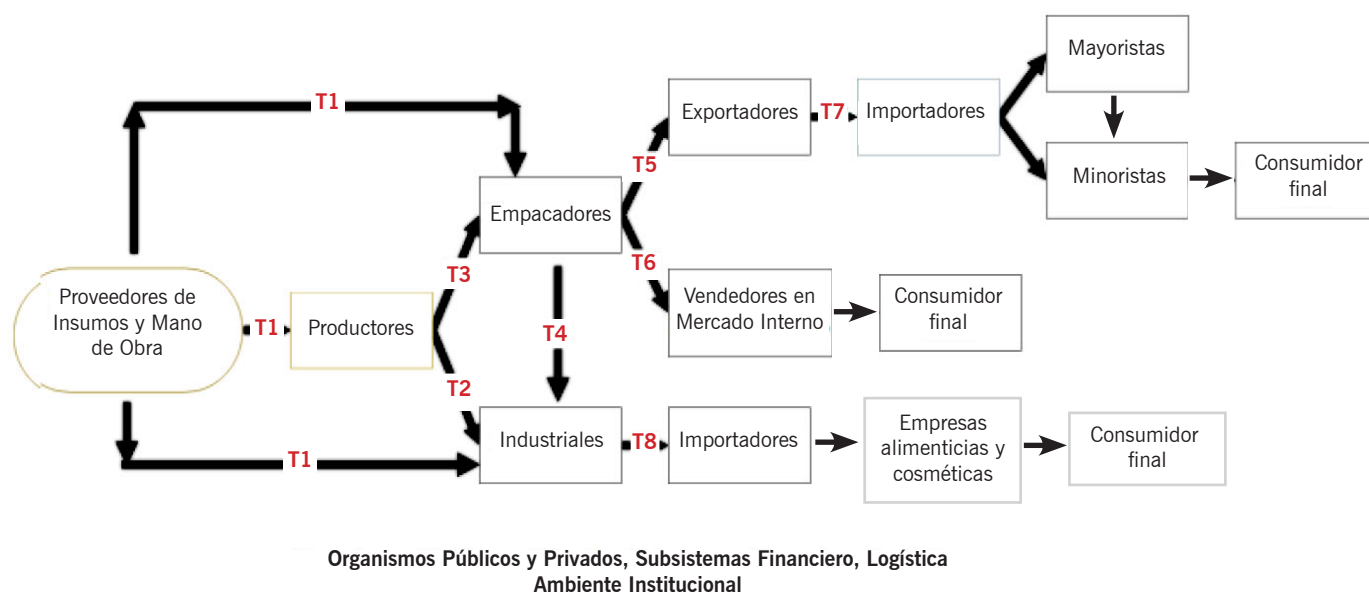 Mayoristas
T1
Exportadores
T7
Importadores
T5
Minoristas
Consumidor
final
Empacadores
T6
T3
Proveedores de
Insumos y Mano
de Obra
T1
Productores
T4
Vendedores en
Mercado Interno
Consumidor
final
T2
Industriales
T8
Importadores
Empresas
alimenticias y
cosméticas
Consumidor
final
T1
Organismos Públicos y Privados, Subsistemas Financiero, Logística
Ambiente Institucional